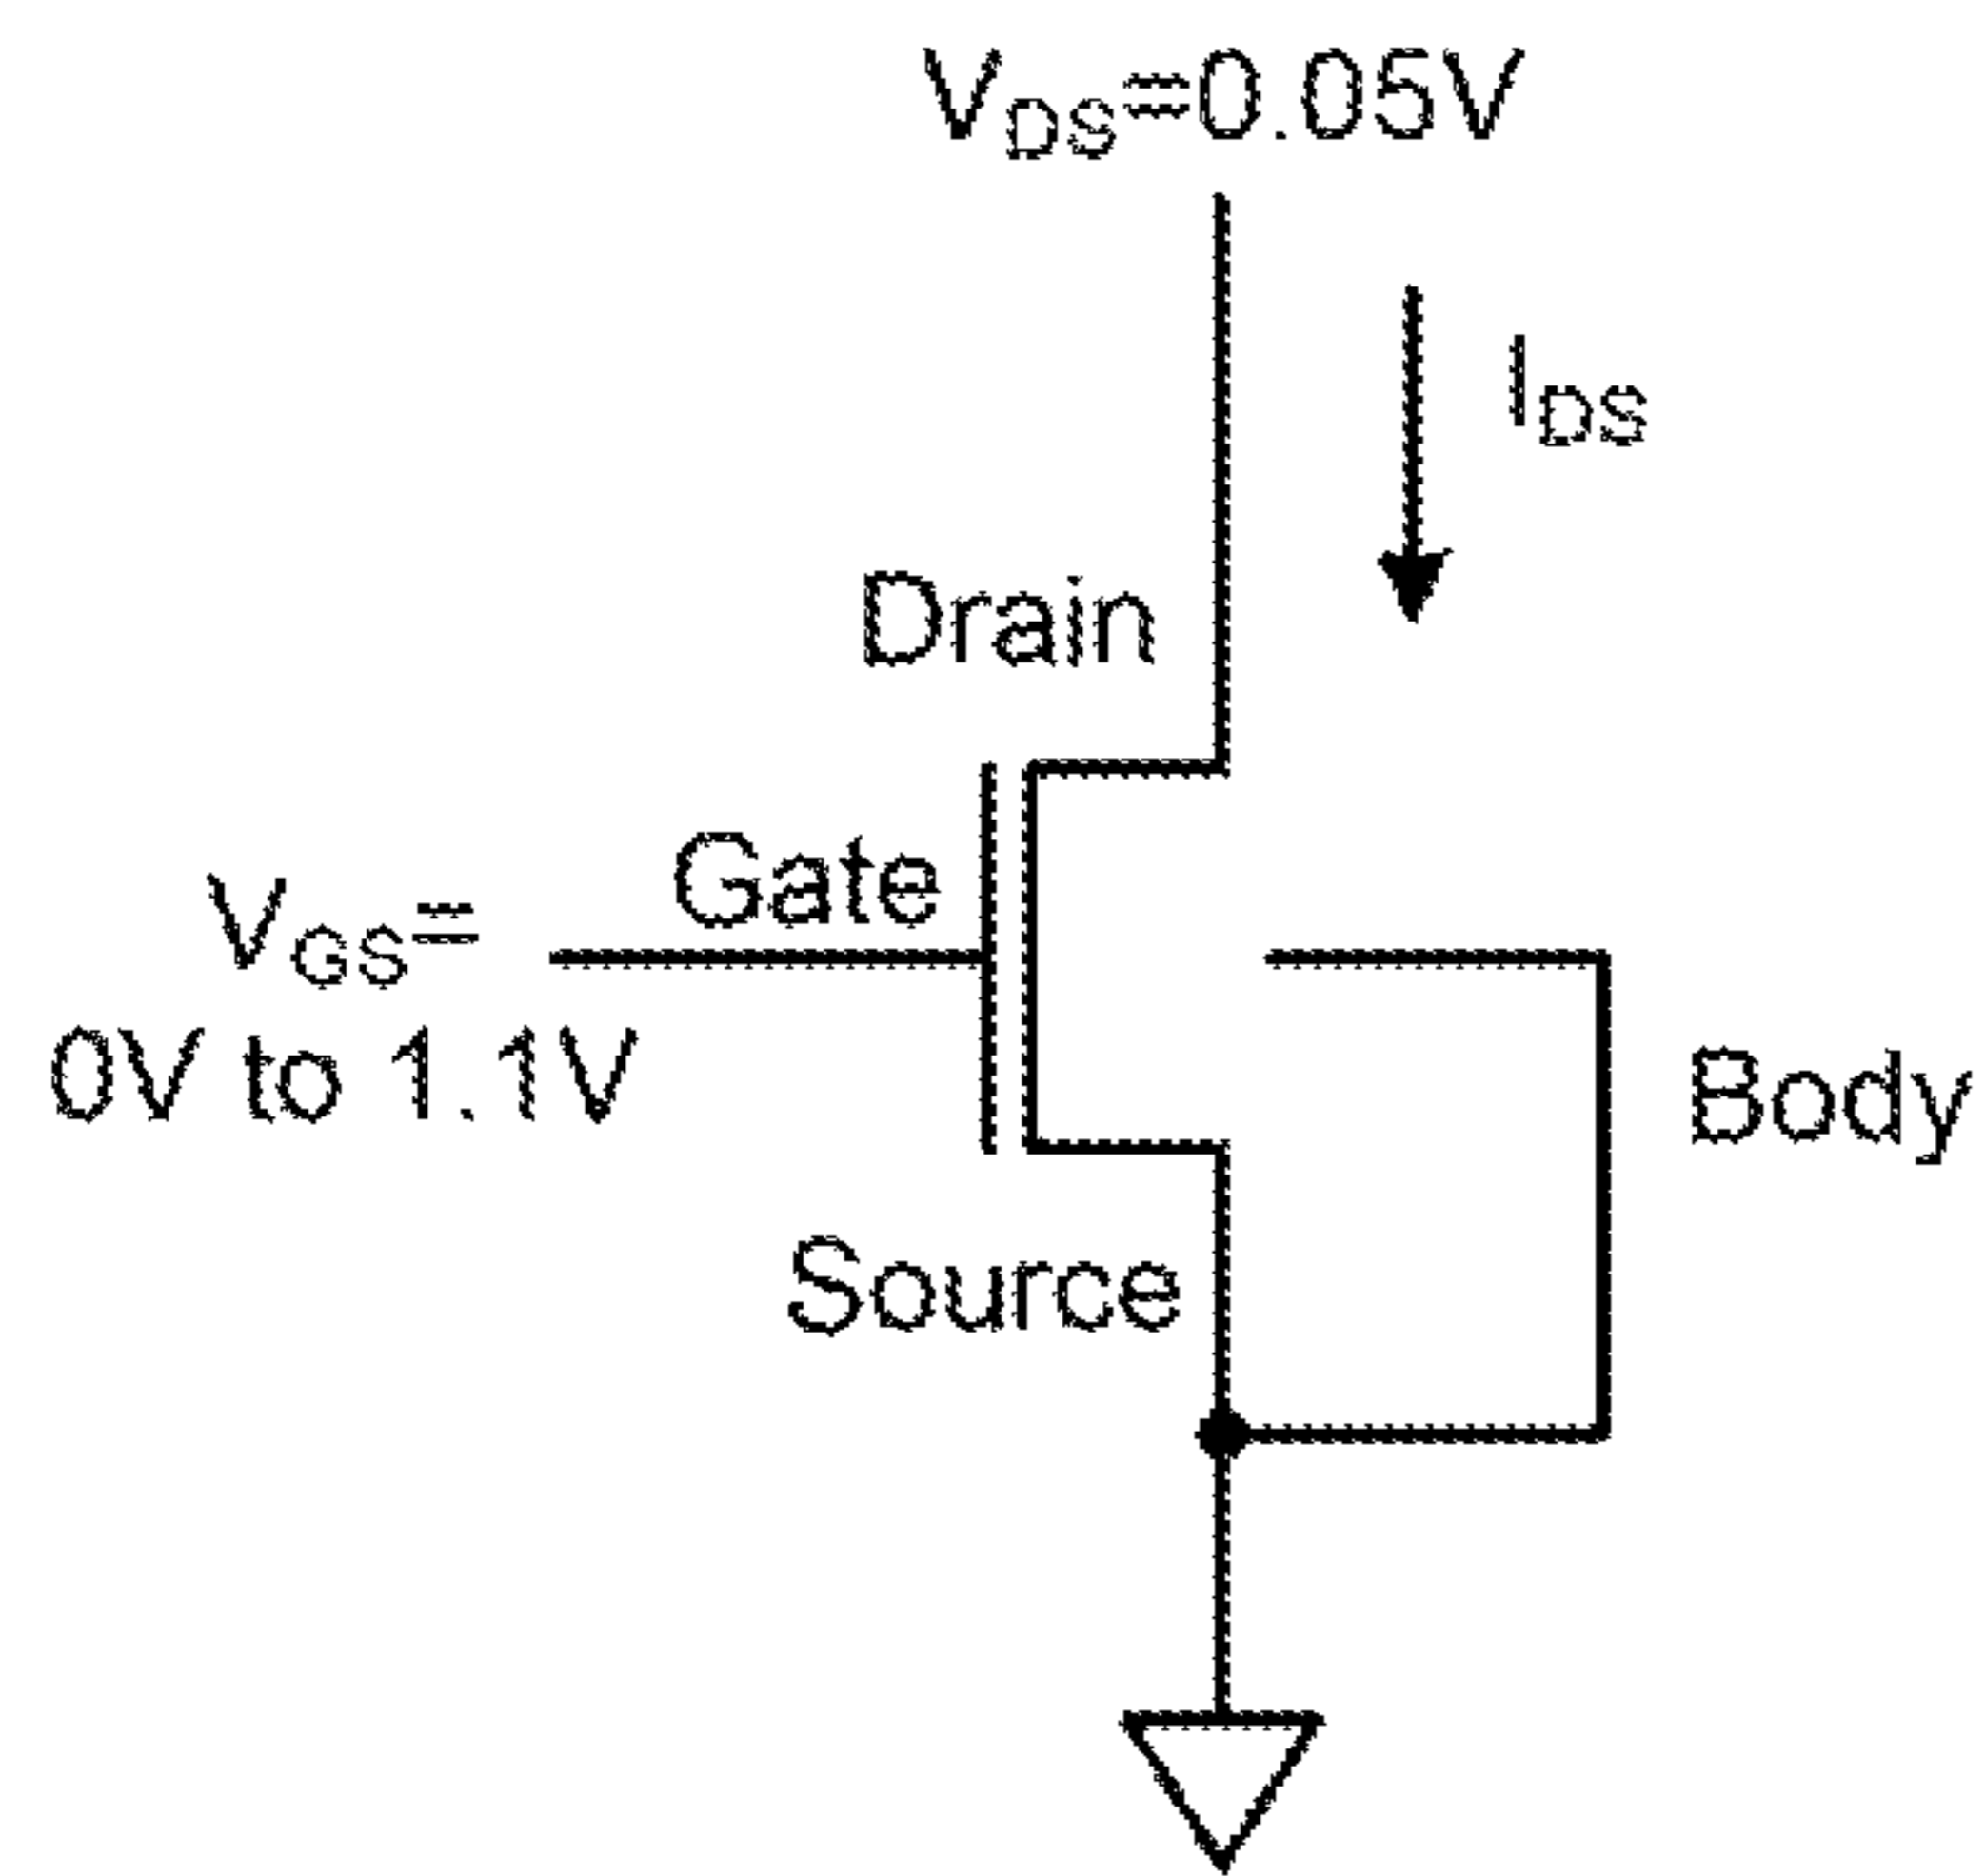 VDS=0.05V
IDS
Drain
Gate
VGS=
0V to 1.1V
Body
Source